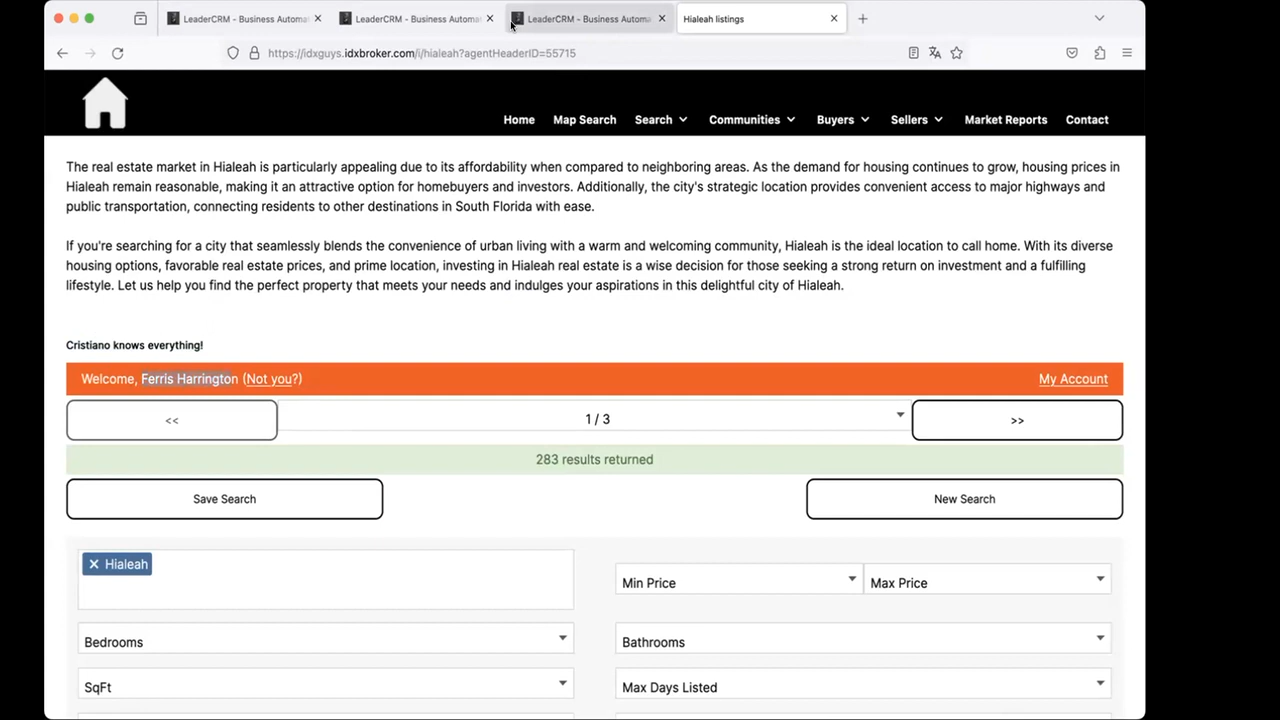 LeaderCRM - Business Automa
LeaderCRM - Business Automa
LeaderCRM - Business Automa
Hialeah listings
https://idxguys.idxbroker.com/i/hialeah?agentHeaderID=55715
Home
Map Search
Search
Communities
Buyers
Sellers
Market Reports
Contact
The real estate market in Hialeah is particularly appealing due to its affordability when compared to neighboring areas. As the demand for housing continues to grow, housing prices in
Hialeah remain reasonable, making it an attractive option for homebuyers and investors. Additionally, the city's strategic location provides convenient access to major highways and
public transportation, connecting residents to other destinations in South Florida with ease.
If you're searching for a city that seamlessly blends the convenience of urban living with a warm and welcoming community, Hialeah is the ideal location to call home. With its diverse
housing options, favorable real estate prices, and prime location, investing in Hialeah real estate is a wise decision for those seeking a strong return on investment and a fulfilling
lifestyle. Let us help you find the perfect property that meets your needs and indulges your aspirations in this delightful city of Hialeah.
Cristiano knows everything!
Welcome, Ferris Harrington (Not you?)
My Account
<<
1 / 3
>>
283 results returned
Save Search
New Search
× Hialeah
Min Price
Max Price
Bedrooms
Bathrooms
SqFt
Max Days Listed